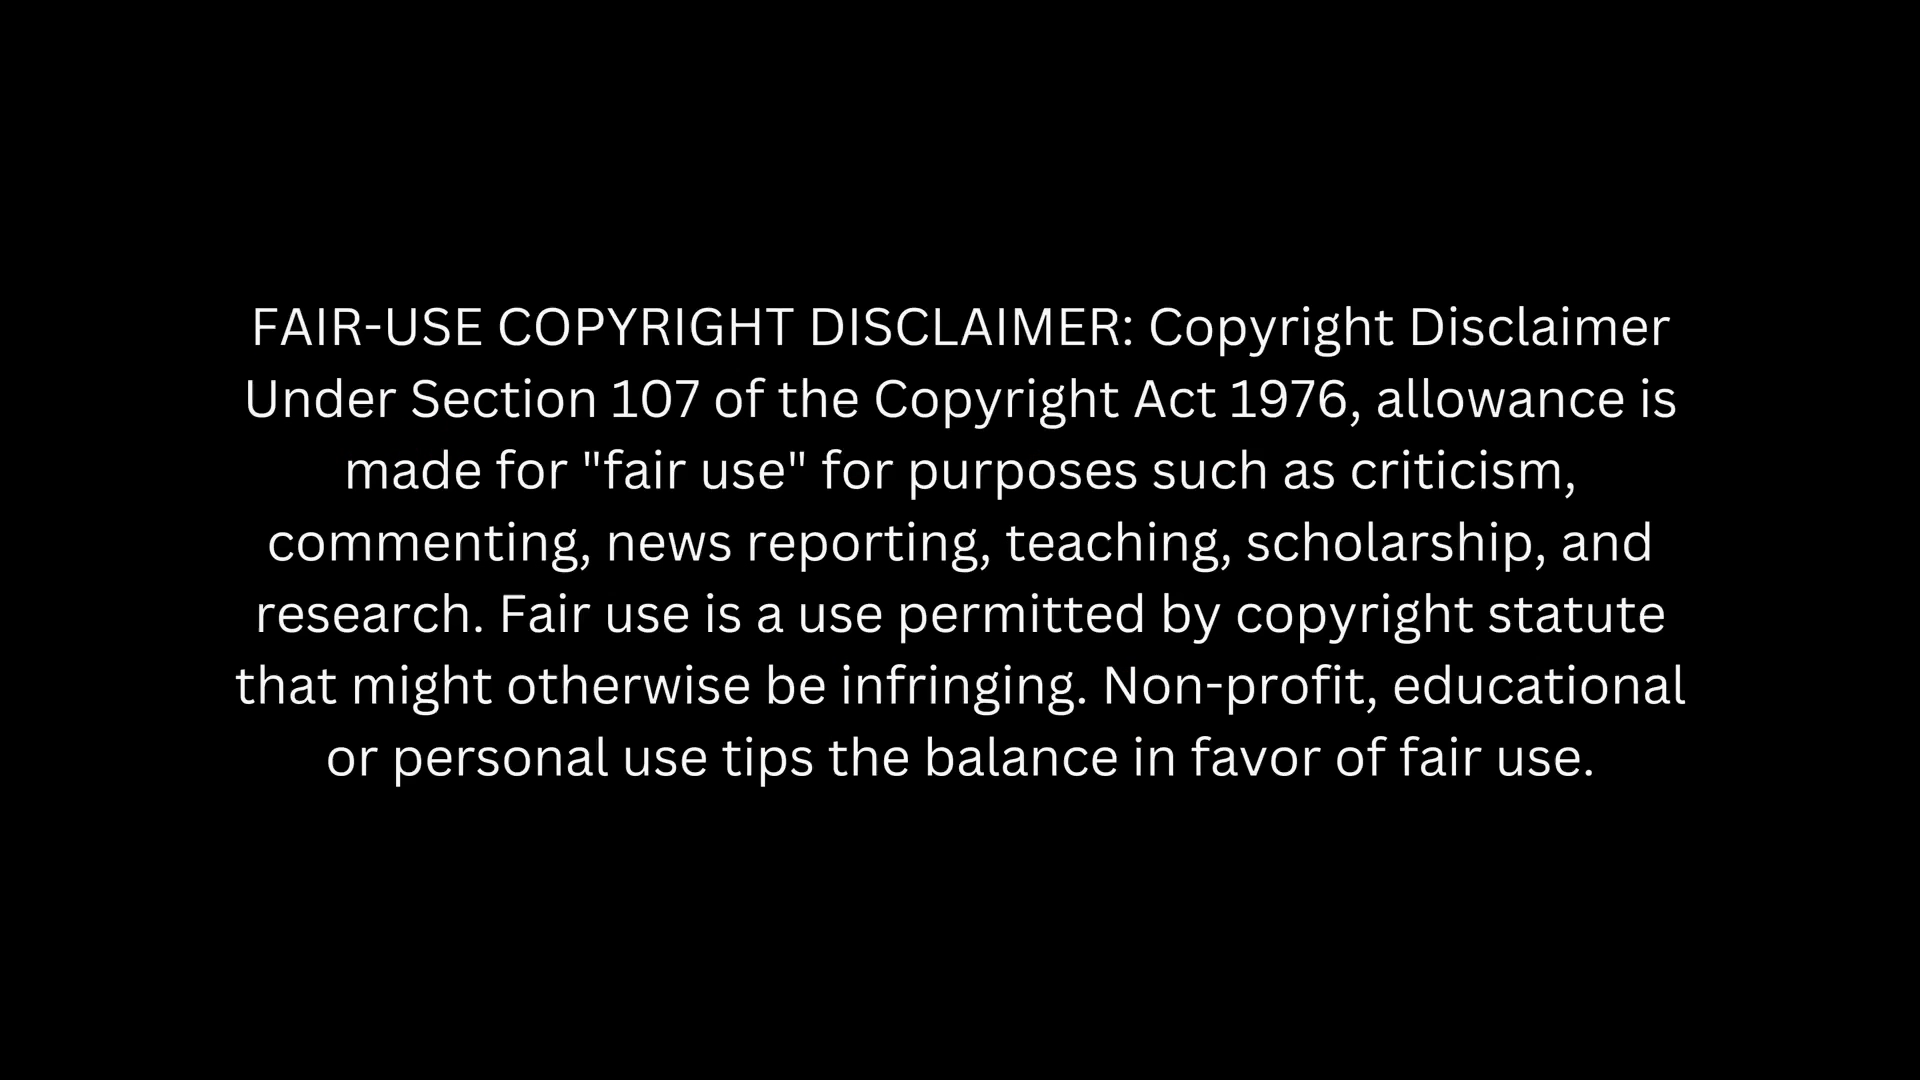 FAIR-USE COPYRIGHT DISCLAIMER: Copyright Disclaimer
Under Section 107 of the Copyright Act 1976, allowance is
made for "fair use" for purposes such as criticism,
commenting, news reporting, teaching, scholarship, and
research. Fair use is a use permitted by copyright statute
that might otherwise be infringing. Non-profit, educational
or personal use tips the balance in favor of fair use.